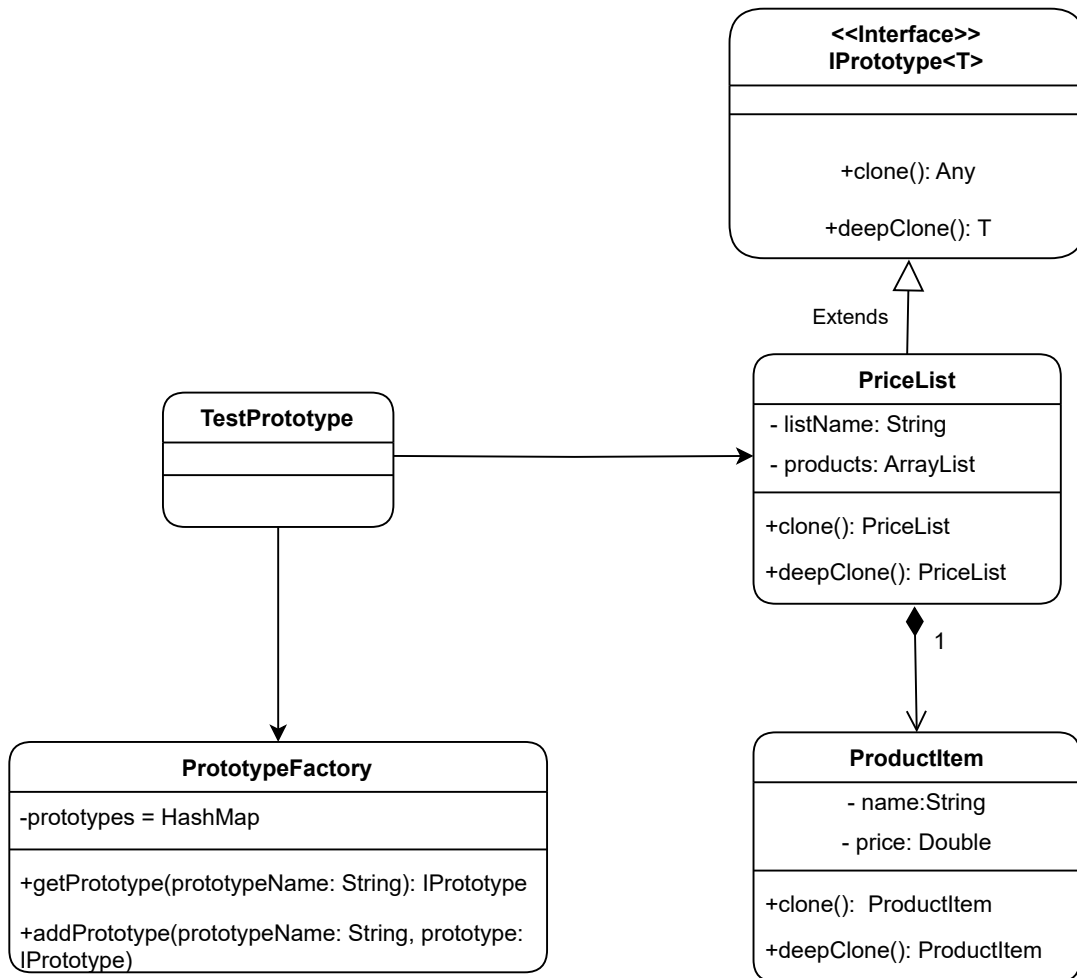 <<Interface>>
IPrototype<T>
+clone(): Any
+deepClone(): T
Extends
PriceList
- listName: String
- products: ArrayList
+clone(): PriceList
+deepClone(): PriceList
1
TestPrototype
PrototypeFactory
-prototypes = HashMap
+getPrototype(prototypeName: String): IPrototype
+addPrototype(prototypeName: String, prototype:
IPrototype)
ProductItem
- name:String
- price: Double
+clone():  ProductItem
+deepClone(): ProductItem